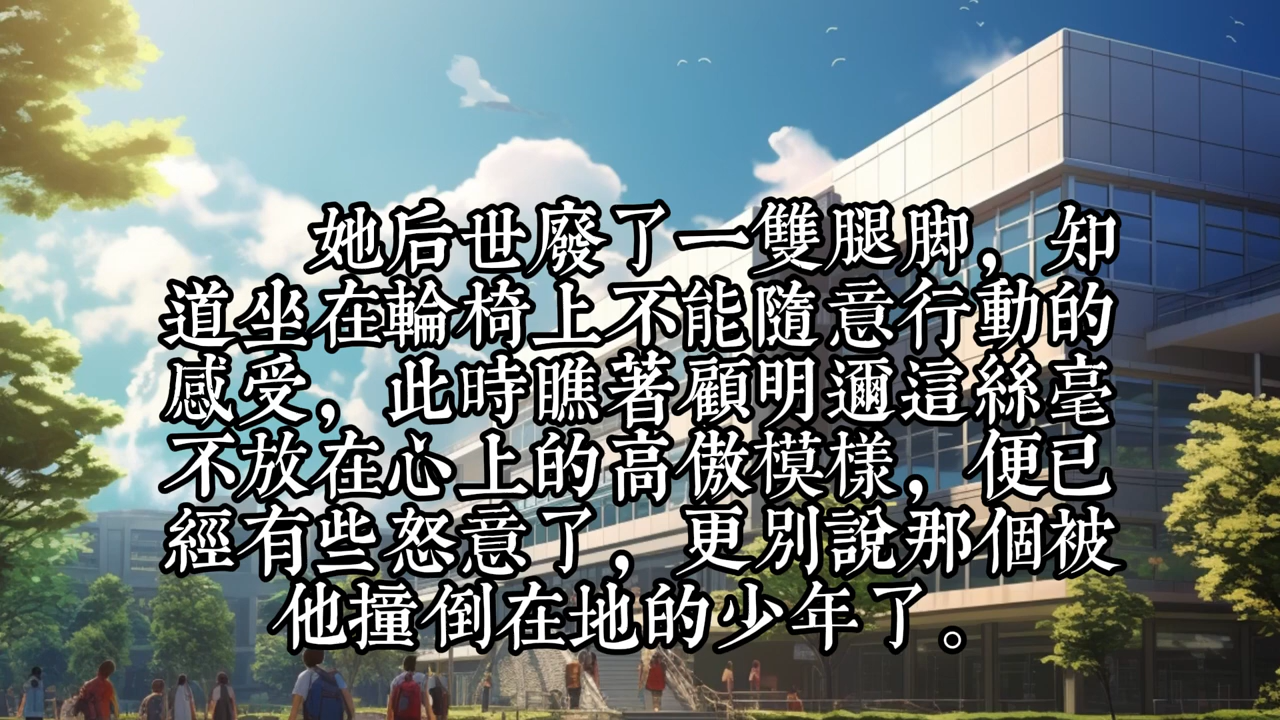 她后世廢了一雙腿脚，知
道坐在輪椅上不能隨意行動的
感受，此時瞧著顧明邇這絲毫
不放在心上的高傲模樣，便已
經有些怒意了，更別說那個被
他撞倒在地的少年了。